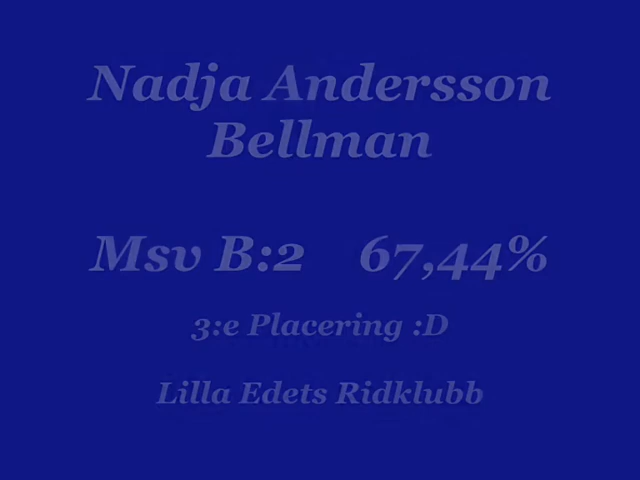 Nadja Andersson
Bellman
Msv B:2 67,44%
3:e Placering :D
Lilla Edets Ridklubb